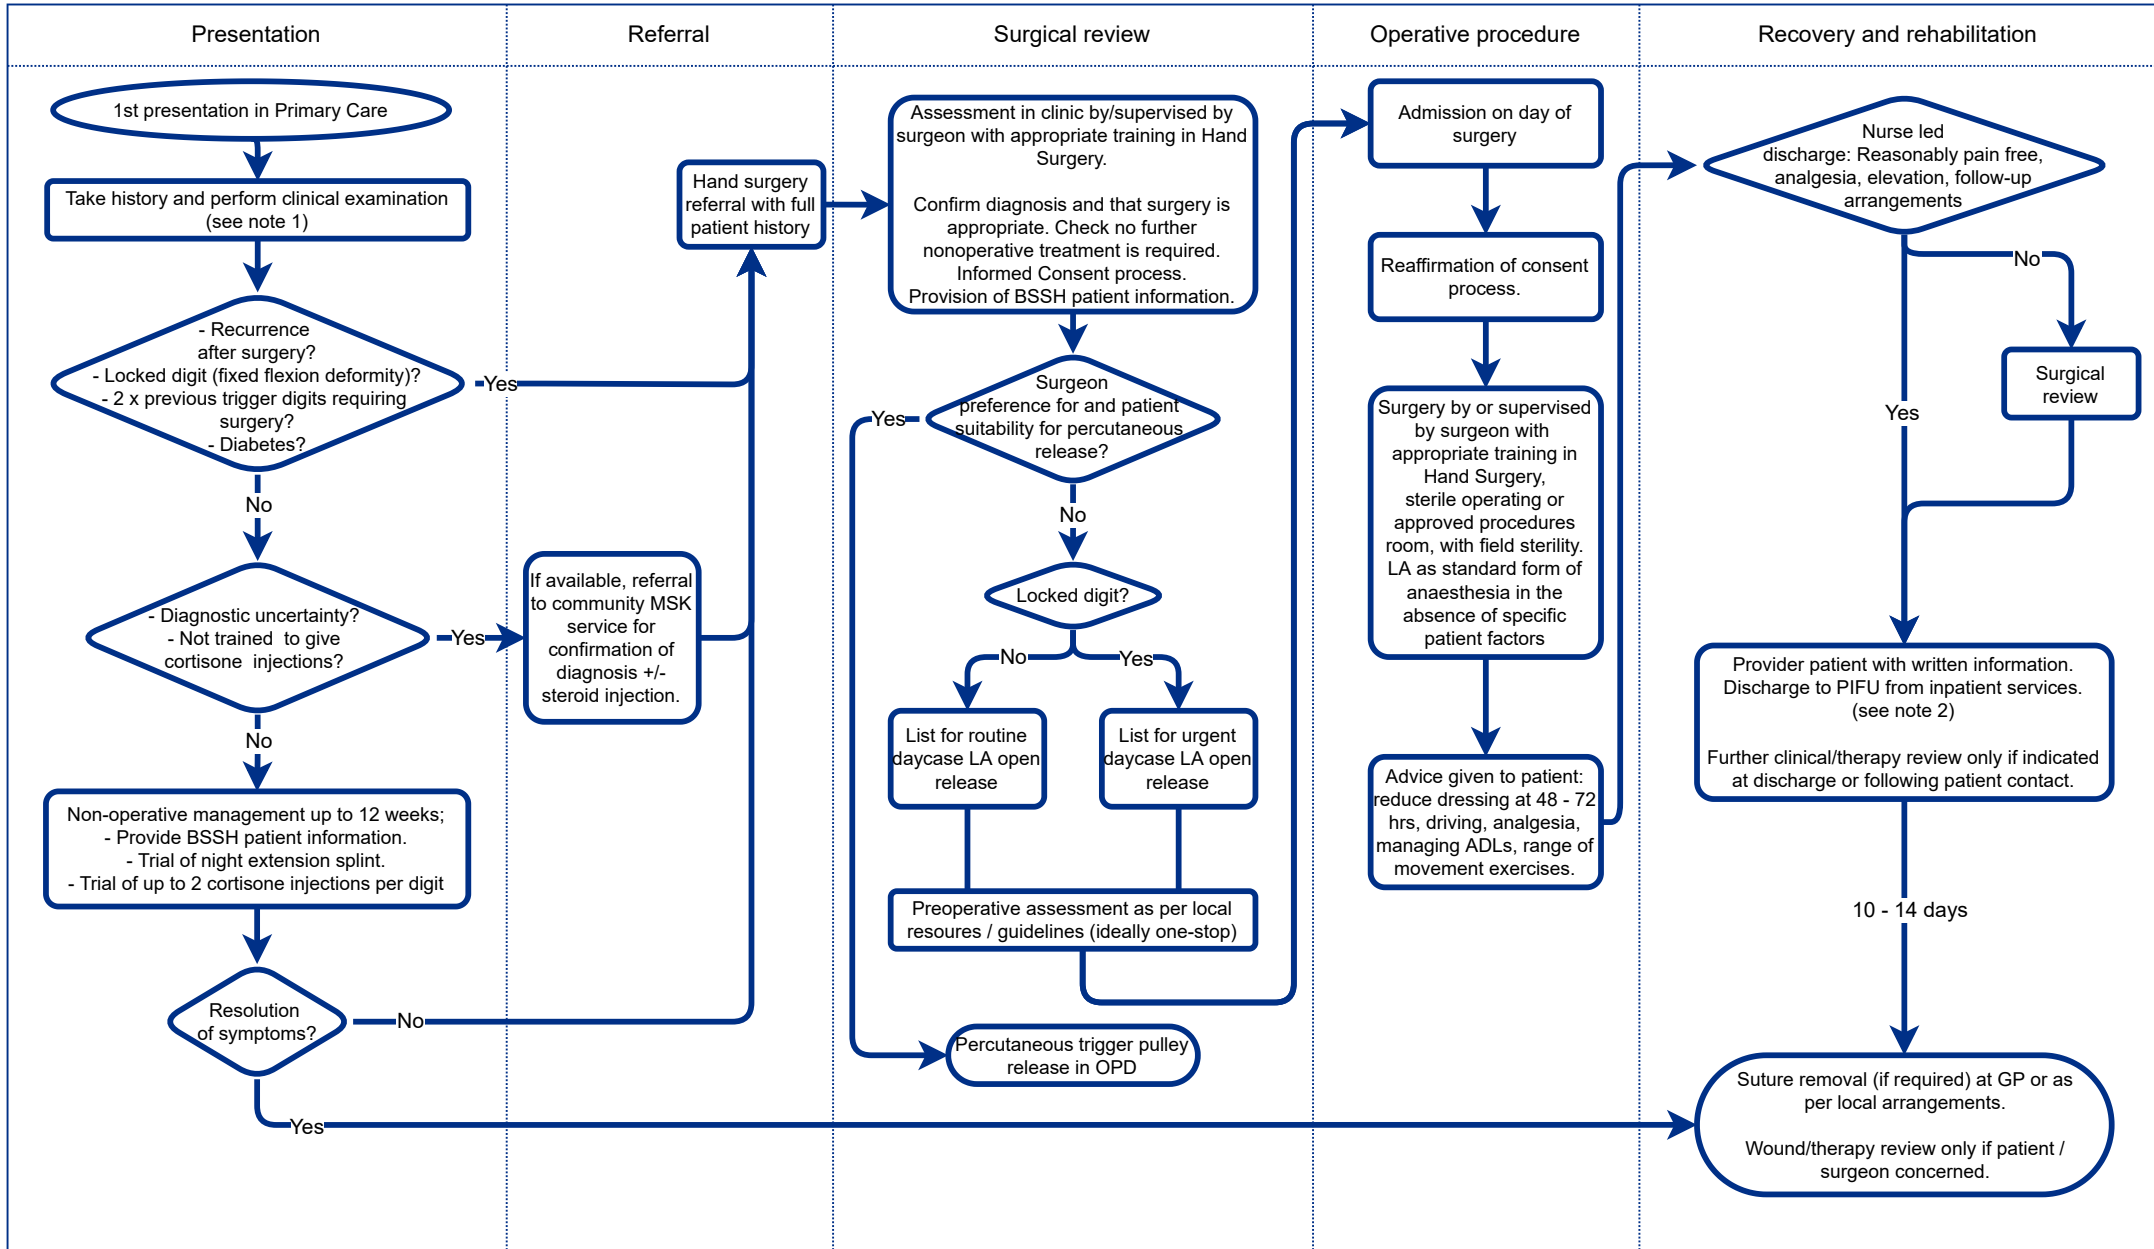 Presentation
Referral
Surgical review
Operative procedure
Recovery and rehabilitation
1st presentation in Primary Care
Take history and perform clinical examination
(see note 1)
- Recurrence
after surgery?
- Locked digit (fixed flexion deformity)?
- 2 x previous trigger digits requiring
surgery?
- Diabetes?
Yes
No
- Diagnostic uncertainty?
- Not trained to give
cortisone injections?
Yes
No
Non-operative management up to 12 weeks;
- Provide BSSH patient information.
- Trial of night extension splint.
- Trial of up to 2 cortisone injections per digit
Resolution
of symptoms?
No
Yes
Hand surgery
referral with full
patient history
If available, referral
to community MSK
service for
confirmation of
diagnosis +/-
steroid injection.
Assessment in clinic by/supervised by
surgeon with appropriate training in Hand
Surgery.
Confirm diagnosis and that surgery is
appropriate. Check no further
nonoperative treatment is required.
Informed Consent process.
Provision of BSSH patient information.
Surgeon
preference for and patient
suitability for percutaneous
release?
Yes
No
Locked digit?
No
Yes
List for routine
daycase LA open
release
List for urgent
daycase LA open
release
Preoperative assessment as per local
resoures / guidelines (ideally one-stop)
Percutaneous trigger pulley
release in OPD
Admission on day of
surgery
Reaffirmation of consent
process.
Surgery by or supervised
by surgeon with
appropriate training in
Hand Surgery,
sterile operating or
approved procedures
room, with field sterility.
LA as standard form of
anaesthesia in the
absence of specific
patient factors
Advice given to patient:
reduce dressing at 48 - 72
hrs, driving, analgesia,
managing ADLs, range of
movement exercises.
Nurse led
discharge: Reasonably pain free,
analgesia, elevation, follow-up
arrangements
No
Yes
Surgical
review
Provider patient with written information.
Discharge to PIFU from inpatient services.
(see note 2)
Further clinical/therapy review only if indicated
at discharge or following patient contact.
10 - 14 days
Suture removal (if required) at GP or as
per local arrangements.
Wound/therapy review only if patient /
surgeon concerned.